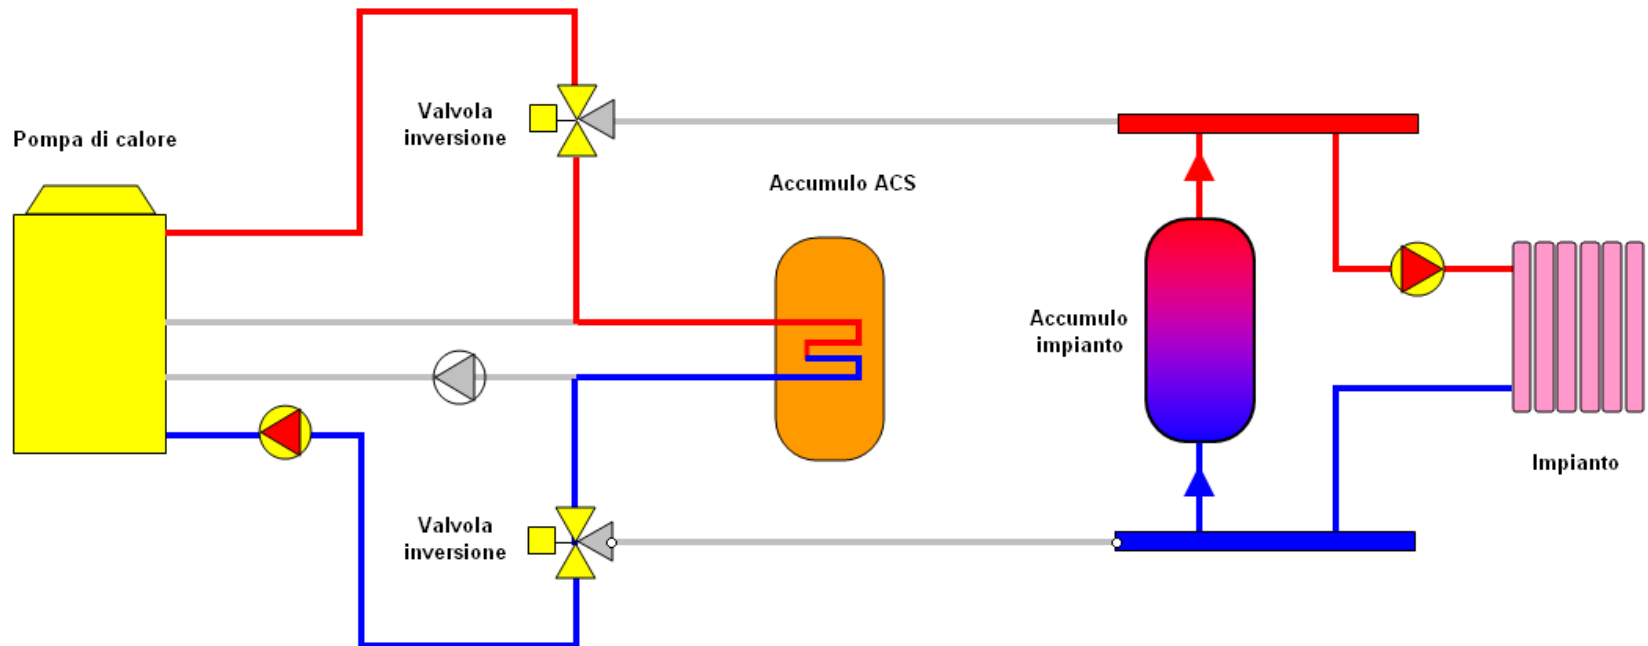 Valvola
inversione
Pompa di calore
Accumulo ACS
Accumulo
impianto
Impianto
Valvola
inversione